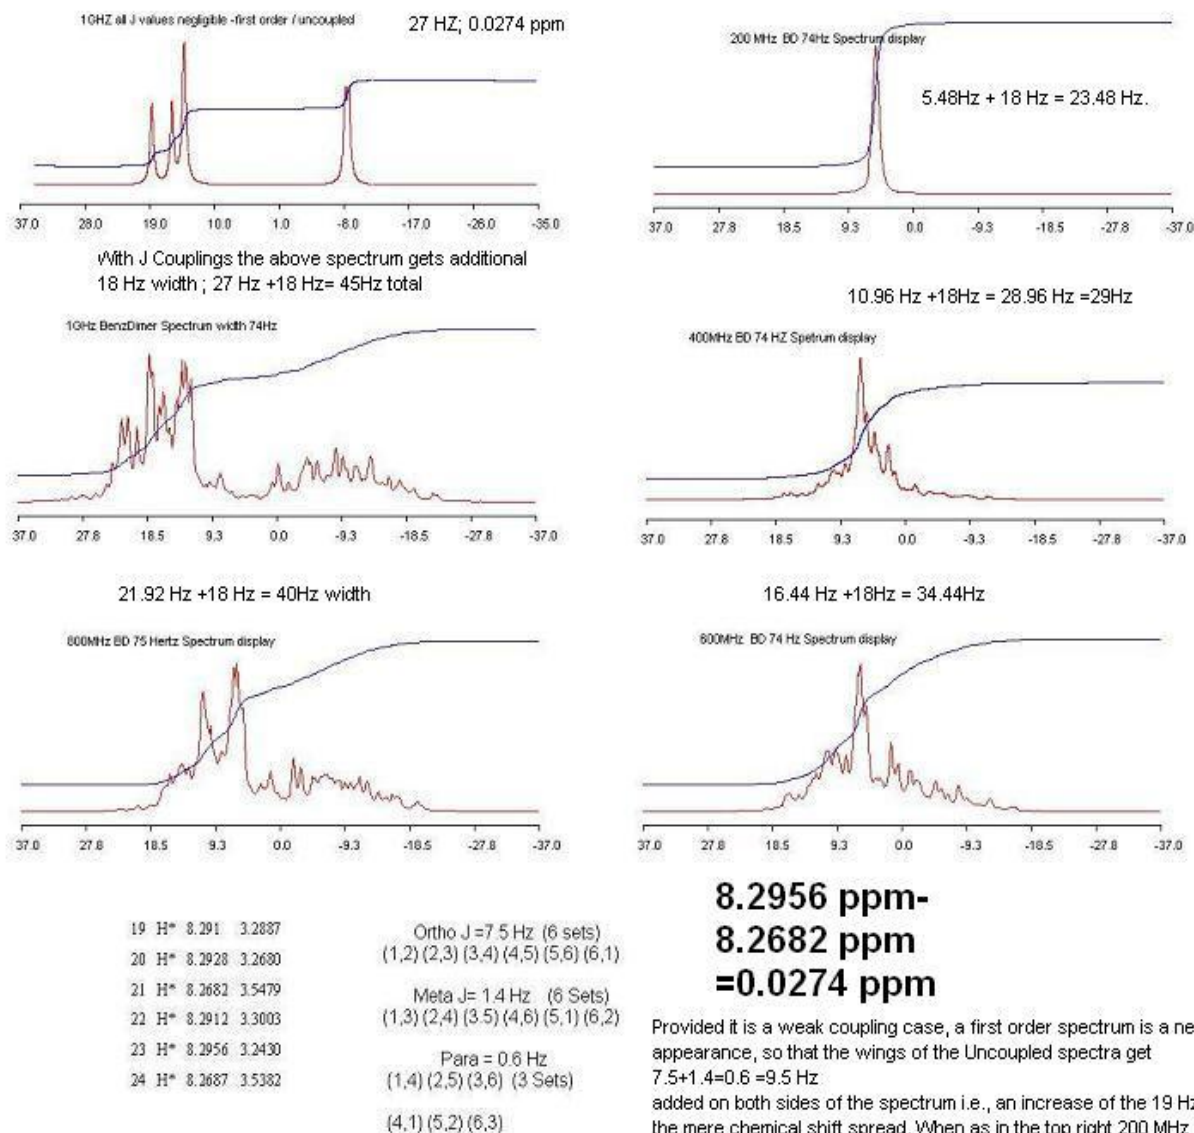 1GHZ all J values negligible -first order / uncoupled
27 HZ; 0.0274 ppm
37.0 28.0 19.0 10.0 1.0 -8.0 -17.0 -26.0 -35.0
200 MHz BD 74Hz Spectrum display
5.48Hz + 18 Hz = 23.48 Hz.
37.0 27.8 18.5 9.3 0.0 -9.3 -18.5 -27.8 -37.0
With J Couplings the above spectrum gets additional
18 Hz width ; 27 Hz +18 Hz= 45Hz total
1GHz BenzDimer Spectrum width 74Hz
37.0 27.8 18.5 9.3 0.0 -9.3 -18.5 -27.8 -37.0
10.96 Hz +18Hz = 28.96 Hz =29Hz
400MHz BD 74 HZ Spetrum display
37.0 27.8 18.5 9.3 0.0 -9.3 -18.5 -27.8 -37.0
21.92 Hz +18 Hz = 40Hz width
800MHz BD 75 Hertz Spectrum display
37.0 27.8 18.5 9.3 0.0 -9.3 -18.5 -27.8 -37.0
16.44 Hz +18Hz = 34.44Hz
600MHz BD 74 Hz Spectrum display
37.0 27.8 18.5 9.3 0.0 -9.3 -18.5 -27.8 -37.0
19 H* 8.291 3.2887
20 H* 8.2928 3.2680
21 H* 8.2682 3.5479
22 H* 8.2912 3.3003
23 H* 8.2956 3.2430
24 H* 8.2687 3.5382
Ortho J =7.5 Hz (6 sets)
(1,2) (2,3) (3,4) (4,5) (5,6) (6,1)
Meta J= 1.4 Hz (6 Sets)
(1,3) (2,4) (3.5) (4,6) (5,1) (6,2)
Para = 0.6 Hz
(1,4) (2,5) (3,6) (3 Sets)
(4,1) (5,2) (6,3)
8.2956 ppm-
8.2682 ppm
=0.0274 ppm
Provided it is a weak coupling case, a first order spectrum is a ne
appearance, so that the wings of the Uncoupled spectra get
7.5+1.4=0.6 =9.5 Hz
added on both sides of the spectrum i.e., an increase of the 19 Hz
the mere chemical shift spread. When as in the top right 200 MHz